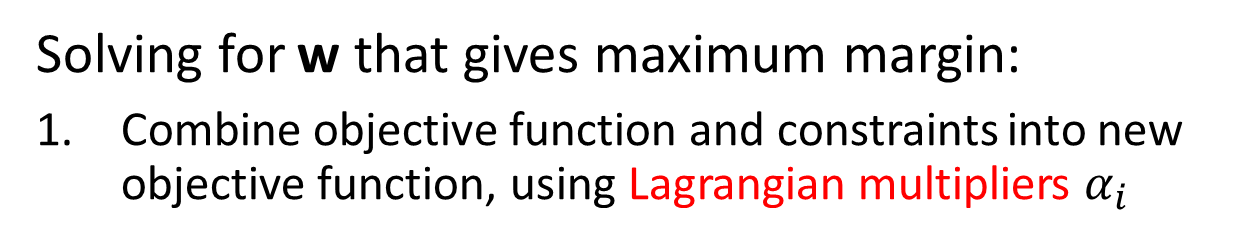 Solving for w that gives maximum margin:
1. Combine objective function and constraints into new
objective function, using Lagrangian multipliers αᵢ